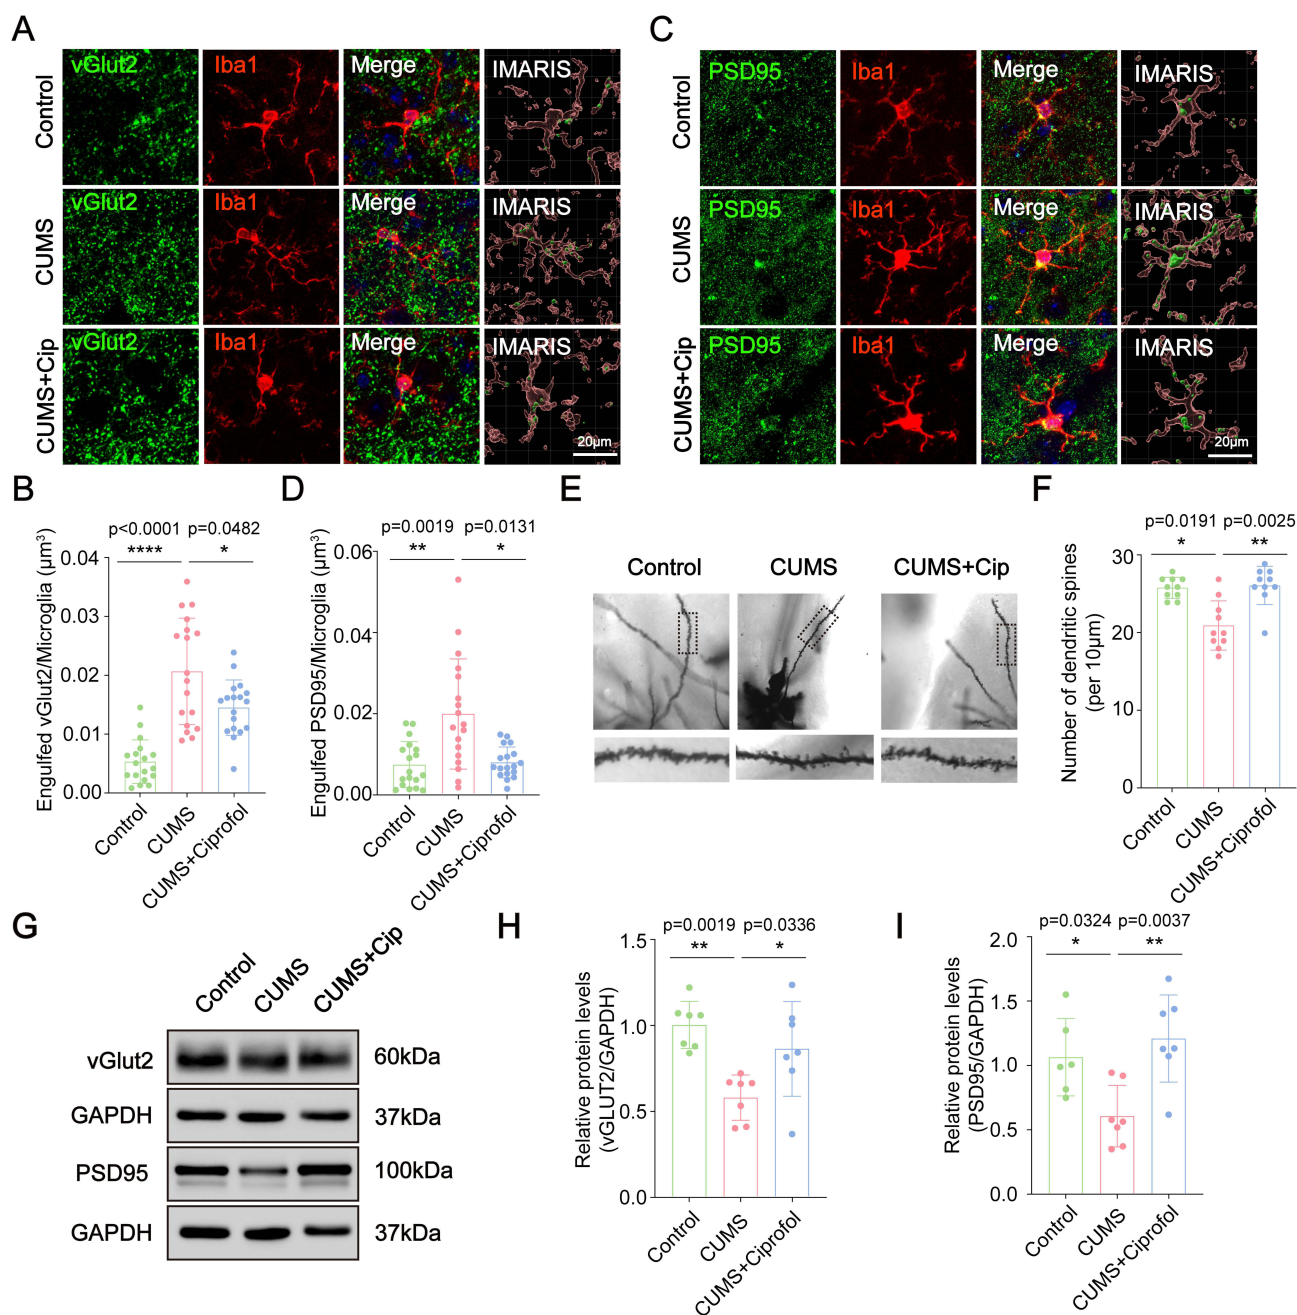 A
vGlut2 Iba1 Merge IMARIS
Control
vGlut2 Iba1 Merge IMARIS
CUMS
vGlut2 Iba1 Merge IMARIS
CUMS+Cip
20μm
C
PSD95 Iba1 Merge IMARIS
Control
PSD95 Iba1 Merge IMARIS
CUMS
PSD95 Iba1 Merge IMARIS
CUMS+Cip
20μm
B
p<0.0001 p=0.0482
**** *
Engulfed vGlut2/Microglia (μm³)
0.04
0.03
0.02
0.01
0.00
Control
CUMS
CUMS+Ciprofol
D
p=0.0019 p=0.0131
** *
Engulfed PSD95/Microglia (μm³)
0.06
0.04
0.02
0.00
Control
CUMS
CUMS+Ciprofol
E
Control CUMS CUMS+Cip
F
p=0.0191 p=0.0025
* **
Number of dendritic spines
(per 10μm)
30
20
10
0
Control
CUMS
CUMS+Ciprofol
G
Control CUMS CUMS+Cip
vGlut2 60kDa
GAPDH 37kDa
PSD95 100kDa
GAPDH 37kDa
H
p=0.0019 p=0.0336
** *
Relative protein levels
(vGLUT2/GAPDH)
1.5
1.0
0.5
0.0
Control
CUMS
CUMS+Ciprofol
I
p=0.0324 p=0.0037
* **
Relative protein levels
(PSD95/GAPDH)
2.0
1.5
1.0
0.5
0.0
Control
CUMS
CUMS+Ciprofol